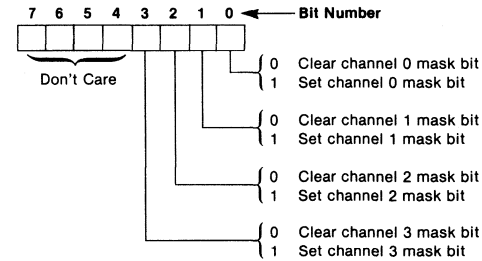 7 6 5 4 3 2 1 0 Bit Number
Don't Care
0 Clear channel 0 mask bit
1 Set channel 0 mask bit
0 Clear channel 1 mask bit
1 Set channel 1 mask bit
0 Clear channel 2 mask bit
1 Set channel 2 mask bit
0 Clear channel 3 mask bit
1 Set channel 3 mask bit